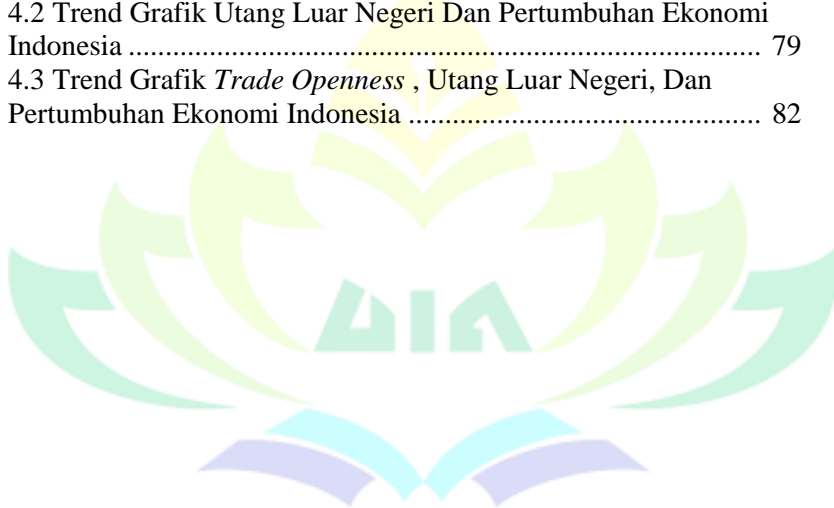 4.2 Trend Grafik Utang Luar Negeri Dan Pertumbuhan Ekonomi
Indonesia ................................................................................ 79
4.3 Trend Grafik Trade Openness , Utang Luar Negeri, Dan
Pertumbuhan Ekonomi Indonesia ............................................. 82
UIN